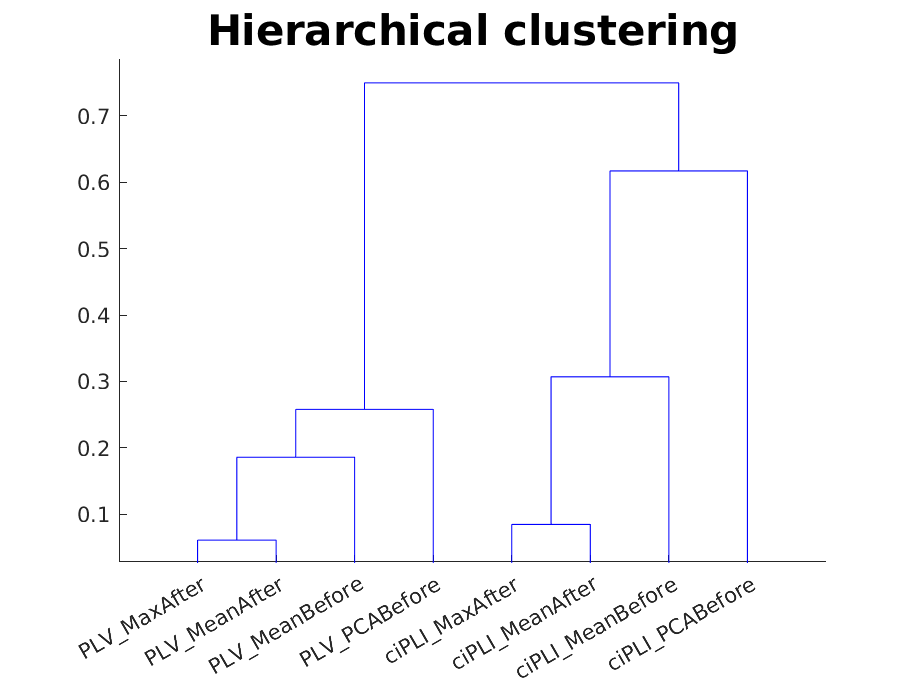 Hierarchical clustering
0.7
0.6
0.5
0.4
0.3
0.2
0.1
PLV_MaxAfter
PLV_MeanAfter
PLV_MeanBefore
PLV_PCABefore
ciPLI_MaxAfter
ciPLI_MeanAfter
ciPLI_MeanBefore
ciPLI_PCABefore